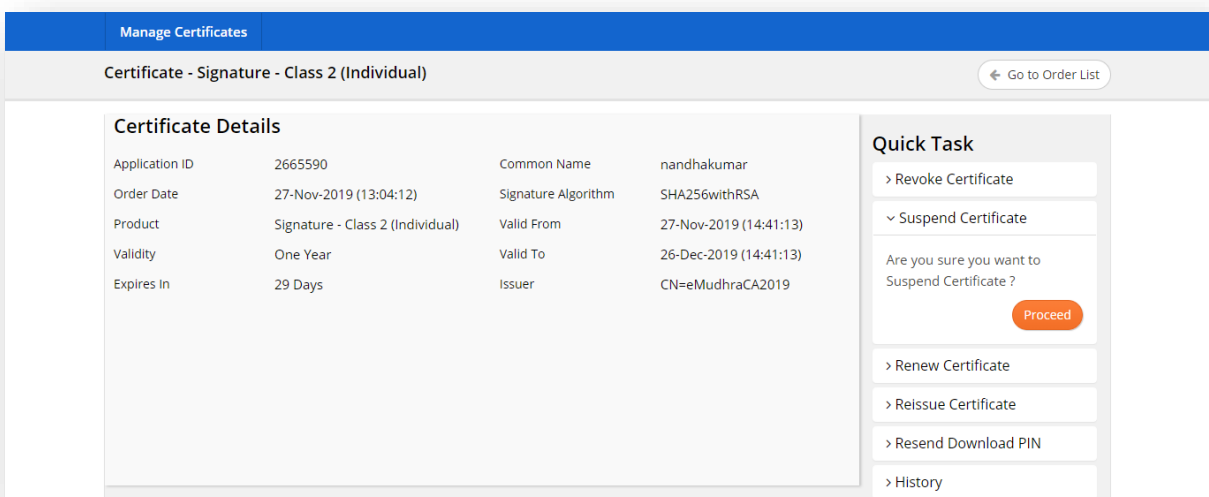 Manage Certificates
Certificate - Signature - Class 2 (Individual)
Go to Order List
Certificate Details
Application ID 2665590 Common Name nandhakumar
Order Date 27-Nov-2019 (13:04:12) Signature Algorithm SHA256withRSA
Product Signature - Class 2 (Individual) Valid From 27-Nov-2019 (14:41:13)
Validity One Year Valid To 26-Dec-2019 (14:41:13)
Expires In 29 Days Issuer CN=eMudhraCA2019
Quick Task
Revoke Certificate
Suspend Certificate
Are you sure you want to
Suspend Certificate ?
Proceed
Renew Certificate
Reissue Certificate
Resend Download PIN
History